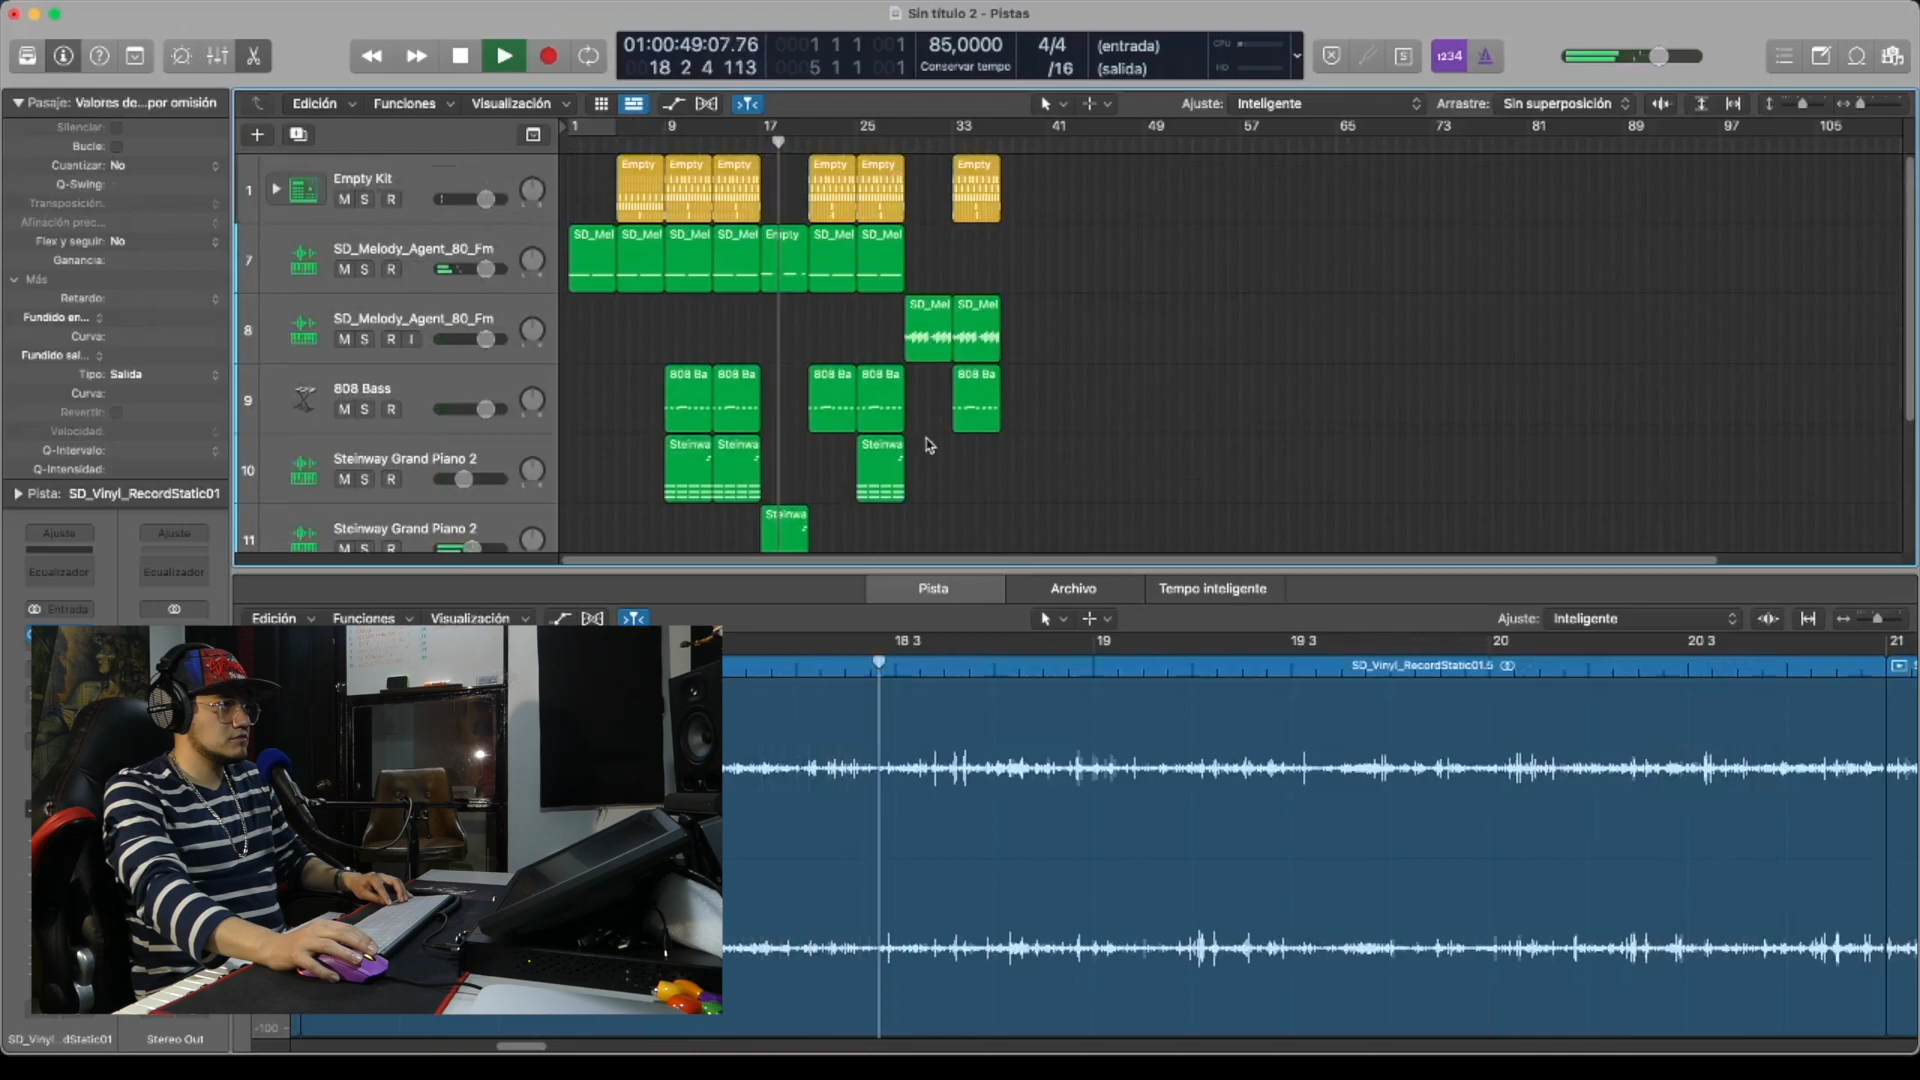 Sin título 2 - Pistas
01:00:49:07.76
18 2 4 113
1 1 1 001
5 1 1 001
85,0000
Conservar tempo
4/4
/16
(entrada)
(salida)
CPU
HD
1234
Pasaje: Valores de...por omisión
Silenciar:
Bucle:
Cuantizar: No
Q-Swing:
Transposición:
Afinación prec...
Flex y seguir: No
Ganancia:
Más
Retardo:
Fundido en...
Curva:
Fundido sal...
Tipo: Salida
Curva:
Revertir:
Velocidad:
Q-Intervalo:
Q-Intensidad:
Pista: SD_Vinyl_RecordStatic01
Ajuste
Ajuste
Ecualizador
Ecualizador
Entrada
SD_Vinyl...dStatic01
Stereo Out
Edición
Funciones
Visualización
Ajuste: Inteligente
Arrastre: Sin superposición
1 9 17 25 33 41 49 57 65 73 81 89 97 105
1 Empty Kit
M S R
Empty Empty Empty Empty Empty Empty
7 SD_Melody_Agent_80_Fm
M S R
SD_Mel SD_Mel SD_Mel SD_Mel Empty SD_Mel SD_Mel
8 SD_Melody_Agent_80_Fm
M S R I
SD_Mel SD_Mel
9 808 Bass
M S R
808 Ba 808 Ba 808 Ba 808 Ba 808 Ba
10 Steinway Grand Piano 2
M S R
Steinwa Steinwa Steinwa
11 Steinway Grand Piano 2
M S R
Steinwa
Pista
Archivo
Tempo inteligente
Edición
Funciones
Visualización
Ajuste: Inteligente
18 3 19 19 3 20 20 3 21
SD_Vinyl_RecordStatic01.5
-100